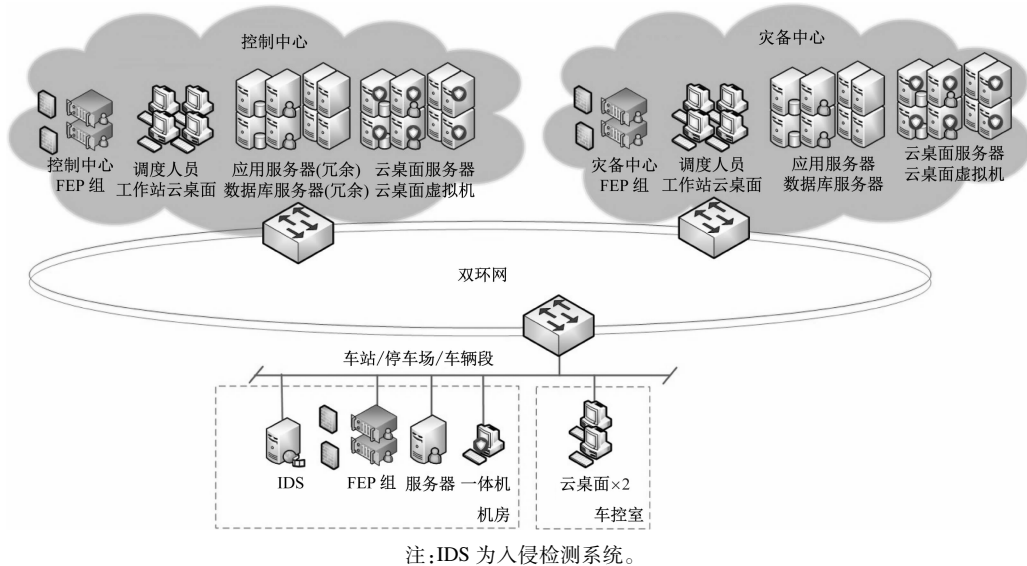 控制中心
控制中心
FEP 组
调度人员
工作站云桌面
应用服务器(冗余)
数据库服务器(冗余)
云桌面服务器
云桌面虚拟机
灾备中心
灾备中心
FEP 组
调度人员
工作站云桌面
应用服务器
数据库服务器
云桌面服务器
云桌面虚拟机
双环网
车站/停车场/车辆段
IDS
FEP 组
服务器
一体机
机房
云桌面×2
车控室
注:IDS 为入侵检测系统。